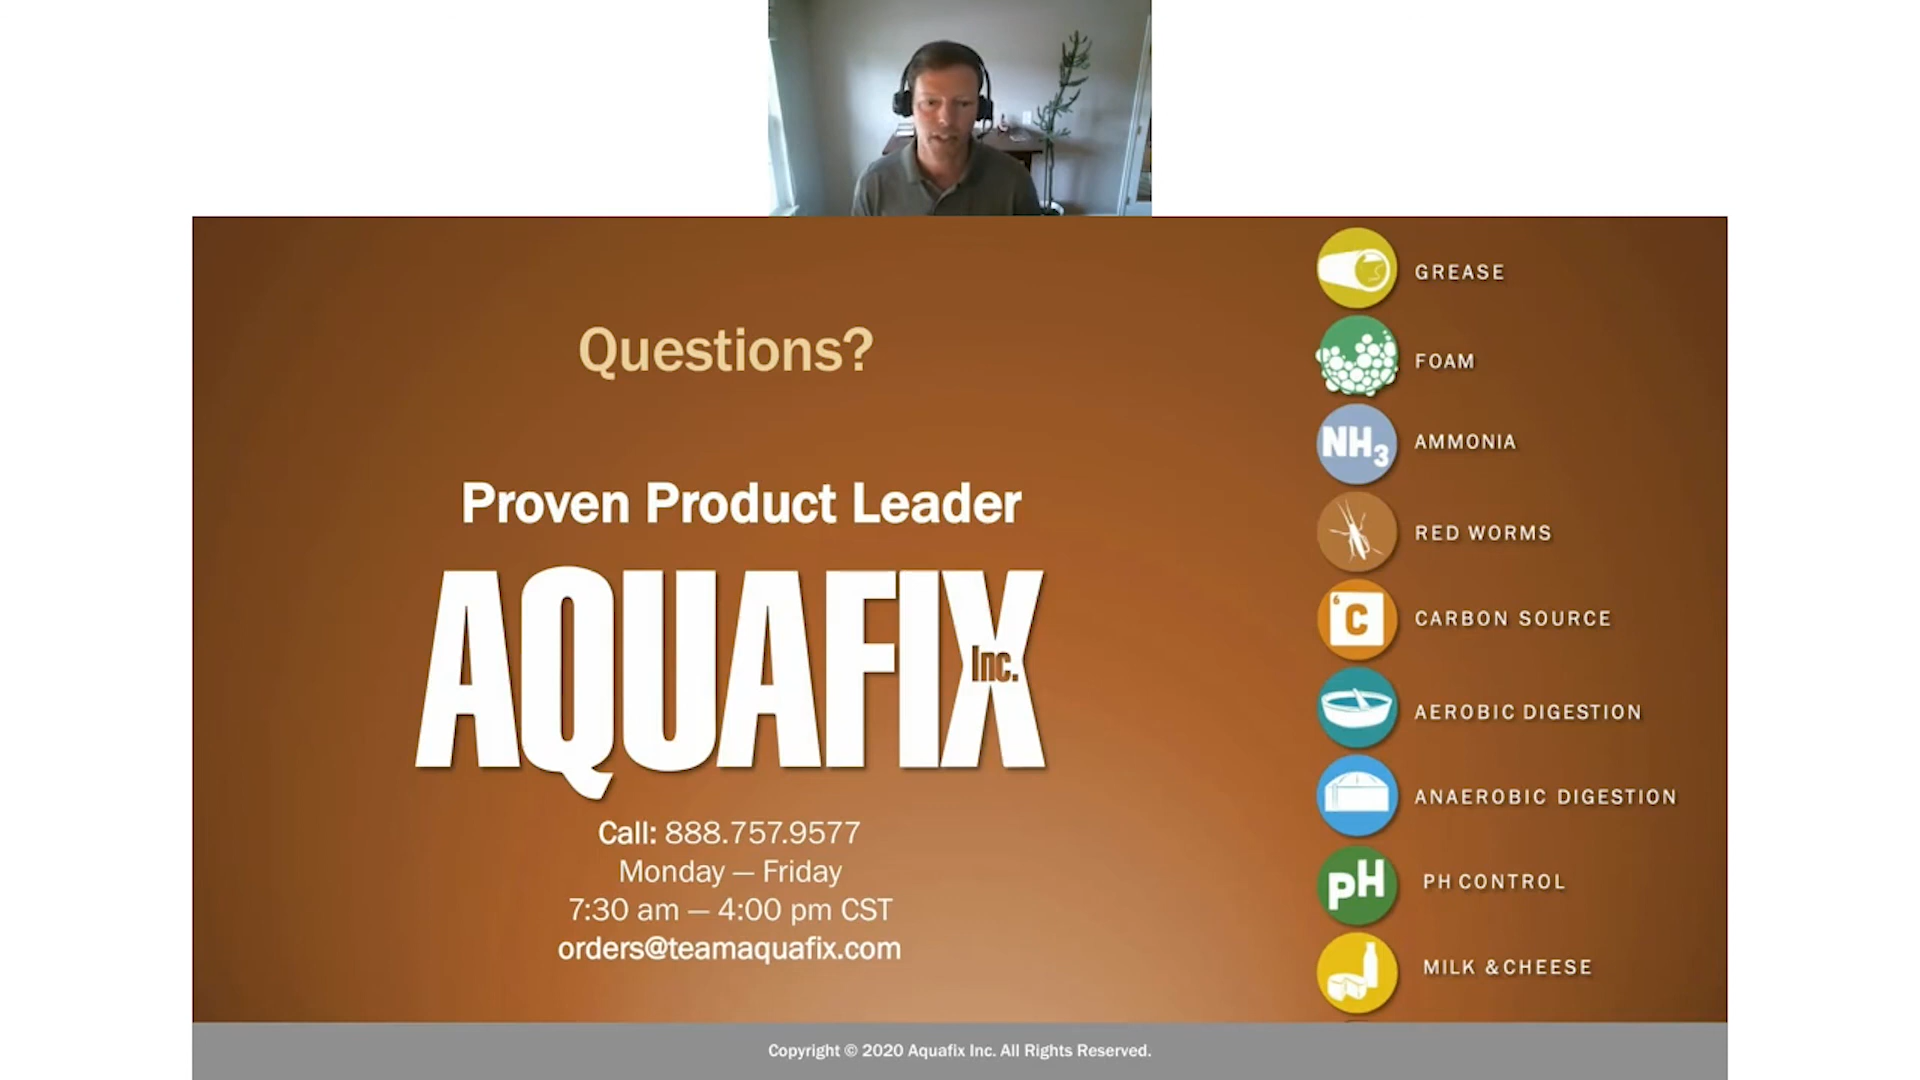 Questions?
Proven Product Leader
AQUAFIX
Inc.
Call: 888.757.9577
Monday — Friday
7:30 am — 4:00 pm CST
orders@teamaquafix.com
GREASE
FOAM
NH3
AMMONIA
RED WORMS
6
C
CARBON SOURCE
AEROBIC DIGESTION
ANAEROBIC DIGESTION
pH
PH CONTROL
MILK & CHEESE
Copyright © 2020 Aquafix Inc. All Rights Reserved.